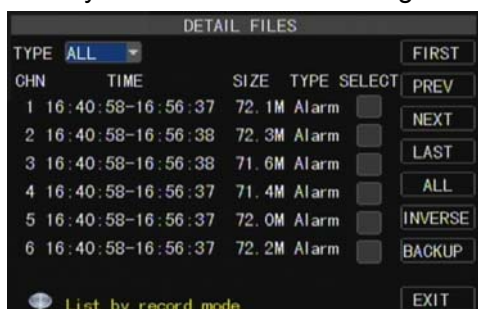 DETAIL FILES
TYPE ALL FIRST
CHN TIME SIZE TYPE SELECT PREV
1 16:40:58-16:56:37 72.1M Alarm
NEXT
2 16:40:58-16:56:38 72.3M Alarm
3 16:40:58-16:56:38 71.6M Alarm LAST
4 16:40:58-16:56:37 71.4M Alarm ALL
5 16:40:58-16:56:37 72.0M Alarm INVERSE
6 16:40:58-16:56:37 72.2M Alarm BACKUP
List by record mode EXIT